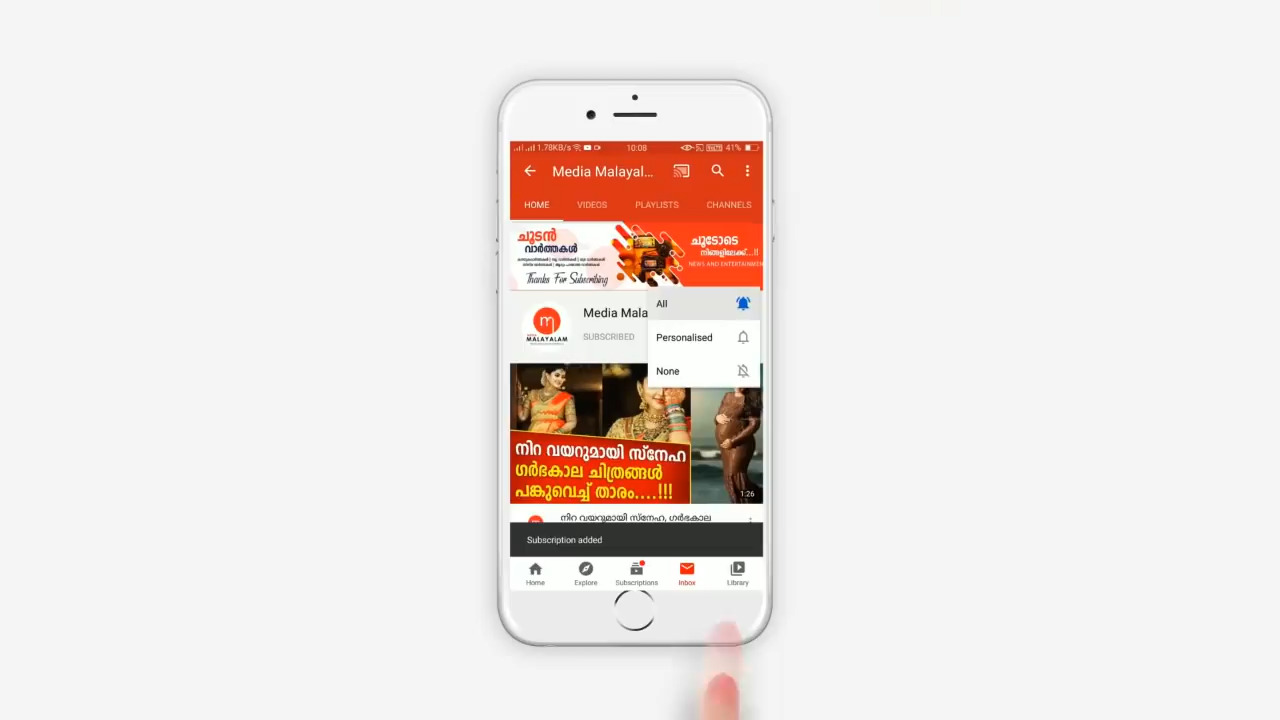 1.78KB/s
10:08
41%
Media Malayal...
HOME
VIDEOS
PLAYLISTS
CHANNELS
ചൂടൻ
വാർത്തകൾ
Thanks For Subscribing
ചൂടോടെ
നിങ്ങളിലേക്ക്...!!
NEWS AND ENTERTAINMEN
All
Media Mala
MALAYALAM
SUBSCRIBED
Personalised
None
നിറ വയറുമായി സ്നേഹ
ഗർഭകാല ചിത്രങ്ങൾ
പങ്കുവെച്ച് താരം....!!!
1:26
നിറ വയറുമായി സ്നേഹ, ഗർഭകാല
Subscription added
Home
Explore
Subscriptions
Inbox
Library